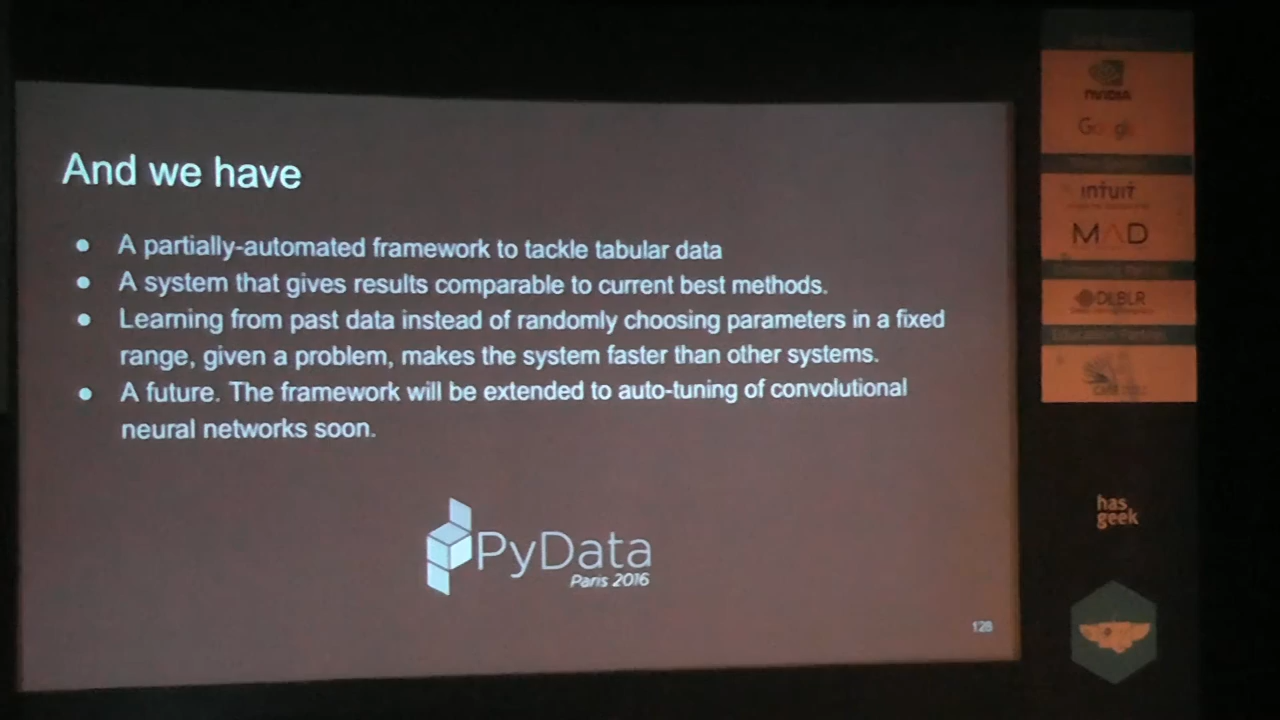 And we have
● A partially-automated framework to tackle tabular data
● A system that gives results comparable to current best methods.
● Learning from past data instead of randomly choosing parameters in a fixed
range, given a problem, makes the system faster than other systems.
● A future. The framework will be extended to auto-tuning of convolutional
neural networks soon.
PyData
Paris 2016
128
NVIDIA
Google
intuit
MAD
DLBLR
has
geek